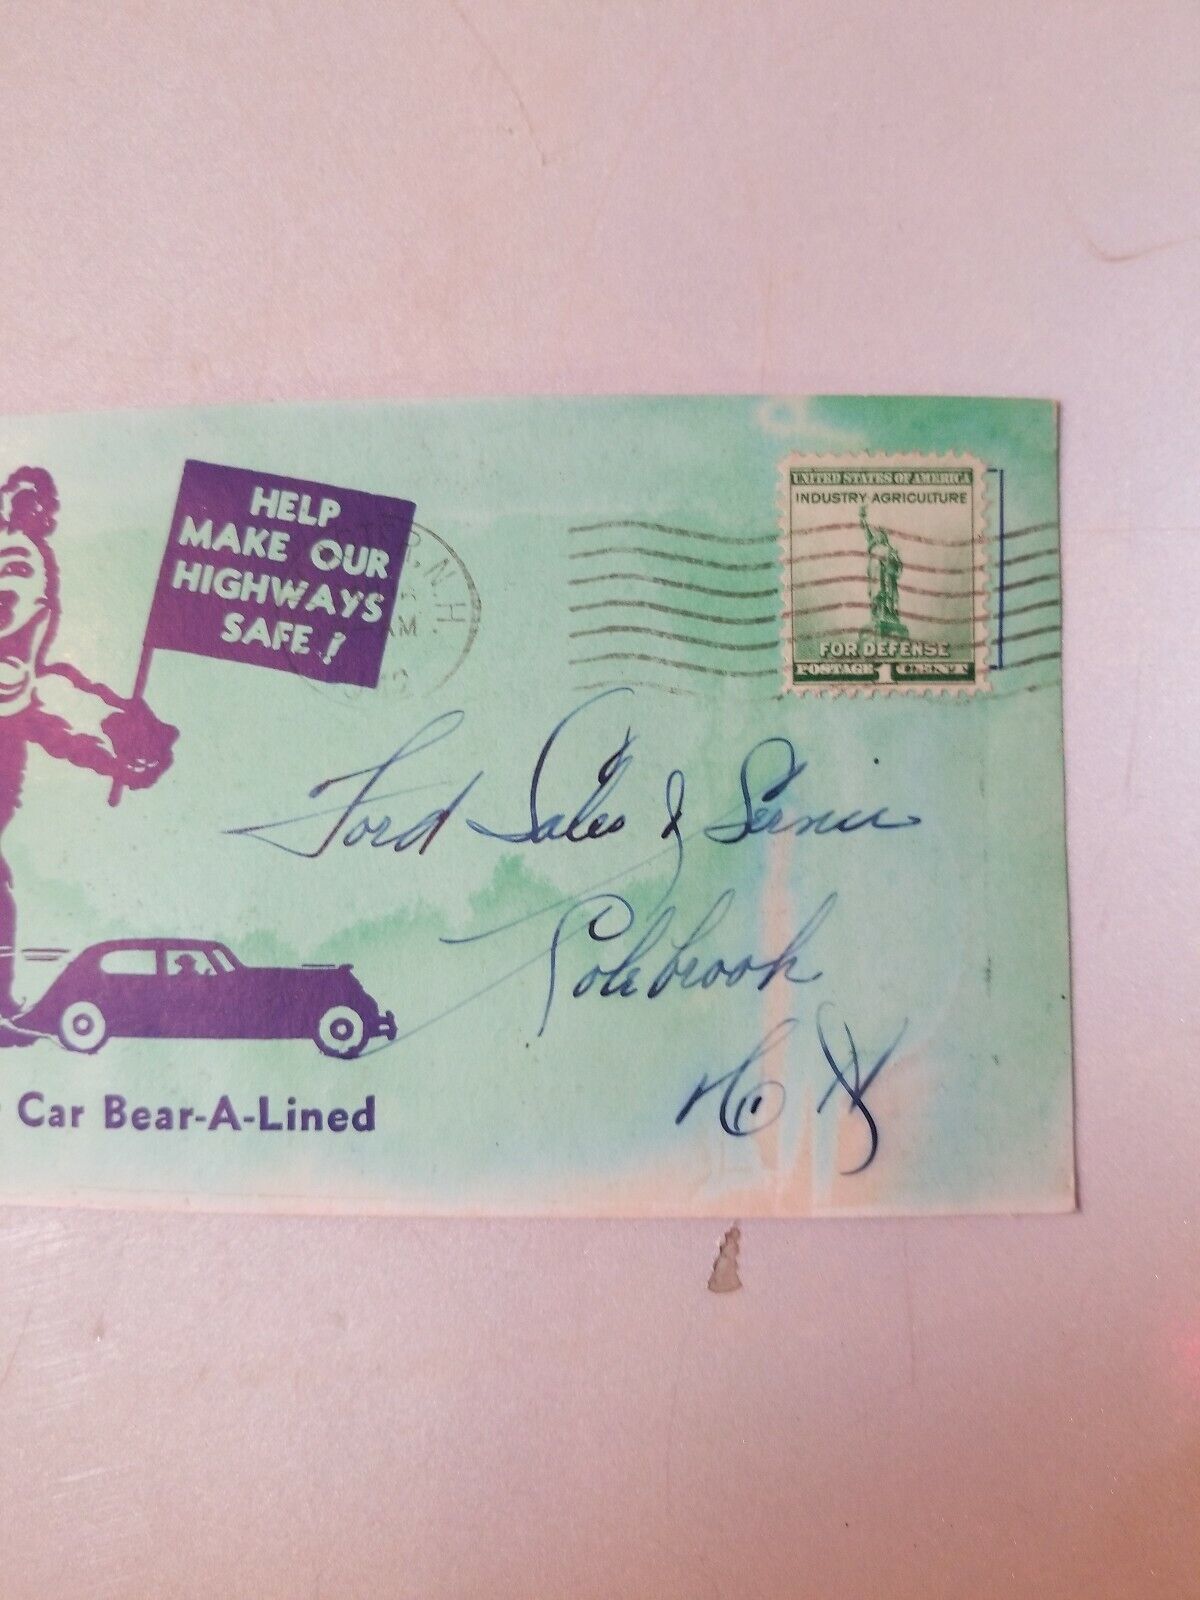 HELP
MAKE OUR
HIGHWAYS
SAFE!
N.H.
AM
UNITED STATES OF AMERICA
INDUSTRY AGRICULTURE
FOR DEFENSE
POSTAGE 1 CENT
Ford Sales & Service
Colebrook
Car Bear-A-Lined